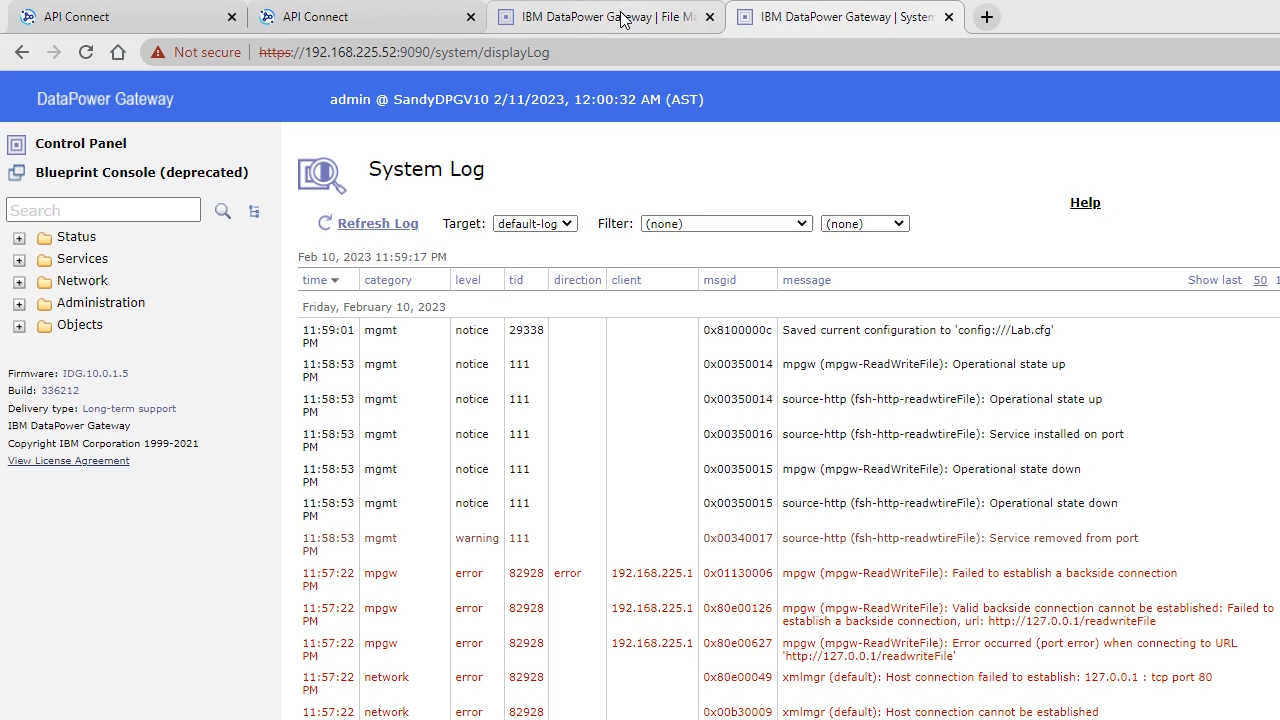 API Connect
API Connect
IBM DataPower Gateway | File Ma
IBM DataPower Gateway | System
Not secure
https://192.168.225.52:9090/system/displayLog
DataPower Gateway
admin @ SandyDPGV10 2/11/2023, 12:00:32 AM (AST)
Control Panel
Blueprint Console (deprecated)
Search
Status
Services
Network
Administration
Objects
Firmware: IDG.10.0.1.5
Build: 336212
Delivery type: Long-term support
IBM DataPower Gateway
Copyright IBM Corporation 1999-2021
View License Agreement
System Log
Help
Refresh Log Target: default-log Filter: (none) (none)
Feb 10, 2023 11:59:17 PM
time category level tid direction client msgid message Show last 50 1
Friday, February 10, 2023
11:59:01 PM mgmt notice 29338 0x8100000c Saved current configuration to 'config:///Lab.cfg'
11:58:53 PM mgmt notice 111 0x00350014 mpgw (mpgw-ReadWriteFile): Operational state up
11:58:53 PM mgmt notice 111 0x00350014 source-http (fsh-http-readwtireFile): Operational state up
11:58:53 PM mgmt notice 111 0x00350016 source-http (fsh-http-readwtireFile): Service installed on port
11:58:53 PM mgmt notice 111 0x00350015 mpgw (mpgw-ReadWriteFile): Operational state down
11:58:53 PM mgmt notice 111 0x00350015 source-http (fsh-http-readwtireFile): Operational state down
11:58:53 PM mgmt warning 111 0x00340017 source-http (fsh-http-readwtireFile): Service removed from port
11:57:22 PM mpgw error 82928 error 192.168.225.1 0x01130006 mpgw (mpgw-ReadWriteFile): Failed to establish a backside connection
11:57:22 PM mpgw error 82928 192.168.225.1 0x80e00126 mpgw (mpgw-ReadWriteFile): Valid backside connection cannot be established: Failed to
establish a backside connection, url: http://127.0.0.1/readwriteFile
11:57:22 PM mpgw error 82928 192.168.225.1 0x80e00627 mpgw (mpgw-ReadWriteFile): Error occurred (port error) when connecting to URL
'http://127.0.0.1/readwriteFile'
11:57:22 PM network error 82928 0x80e00049 xmlmgr (default): Host connection failed to establish: 127.0.0.1 : tcp port 80
11:57:22 network error 82928 0x00b30009 xmlmgr (default): Host connection cannot be established